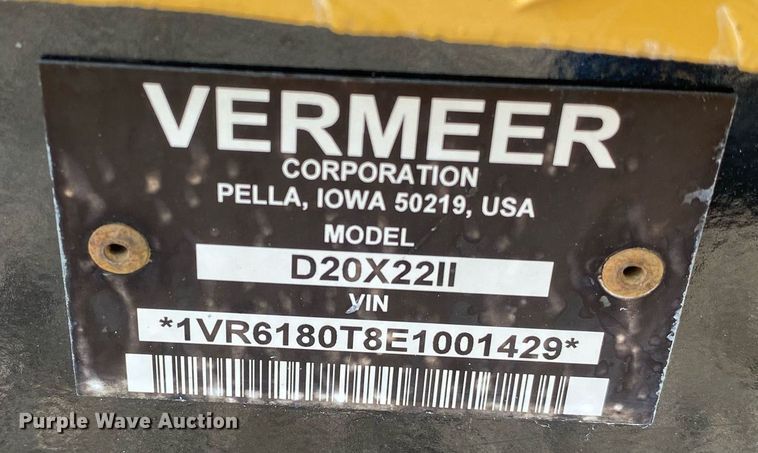 VERMEER
CORPORATION
PELLA, IOWA 50219, USA
MODEL
D20X22II
VIN
*1VR6180T8E1001429*
Purple Wave Auction